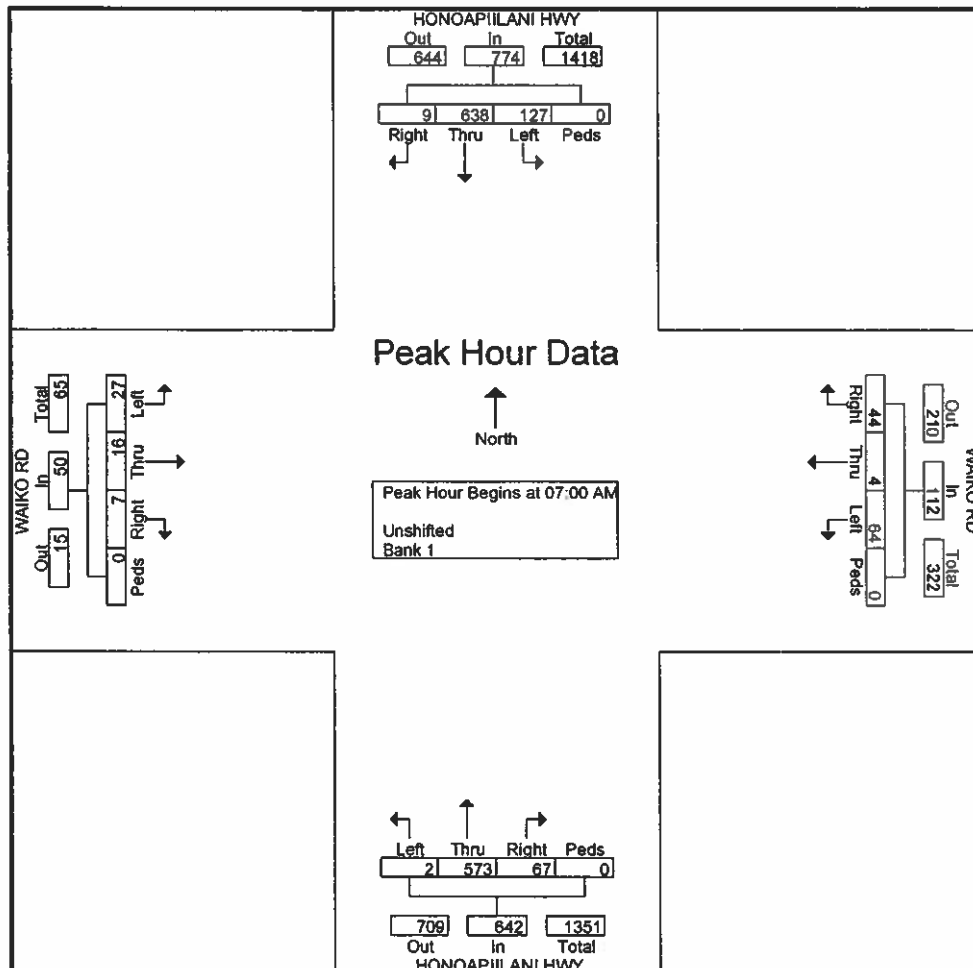 HONOAPIILANI HWY
Out In Total
644 774 1418
9 638 127 0
Right Thru Left Peds
Peak Hour Data
North
Peak Hour Begins at 07:00 AM
Unshifted
Bank 1
WAIKO RD
Total In Out
65 50 15
27 16 7 0
Left Thru Right Peds
Right Thru Left Peds
44 4 64 0
Out In Total
210 112 322
WAIKO RD
Left Thru Right Peds
2 573 67 0
709 642 1351
Out In Total
HONOAPIILANI HWY